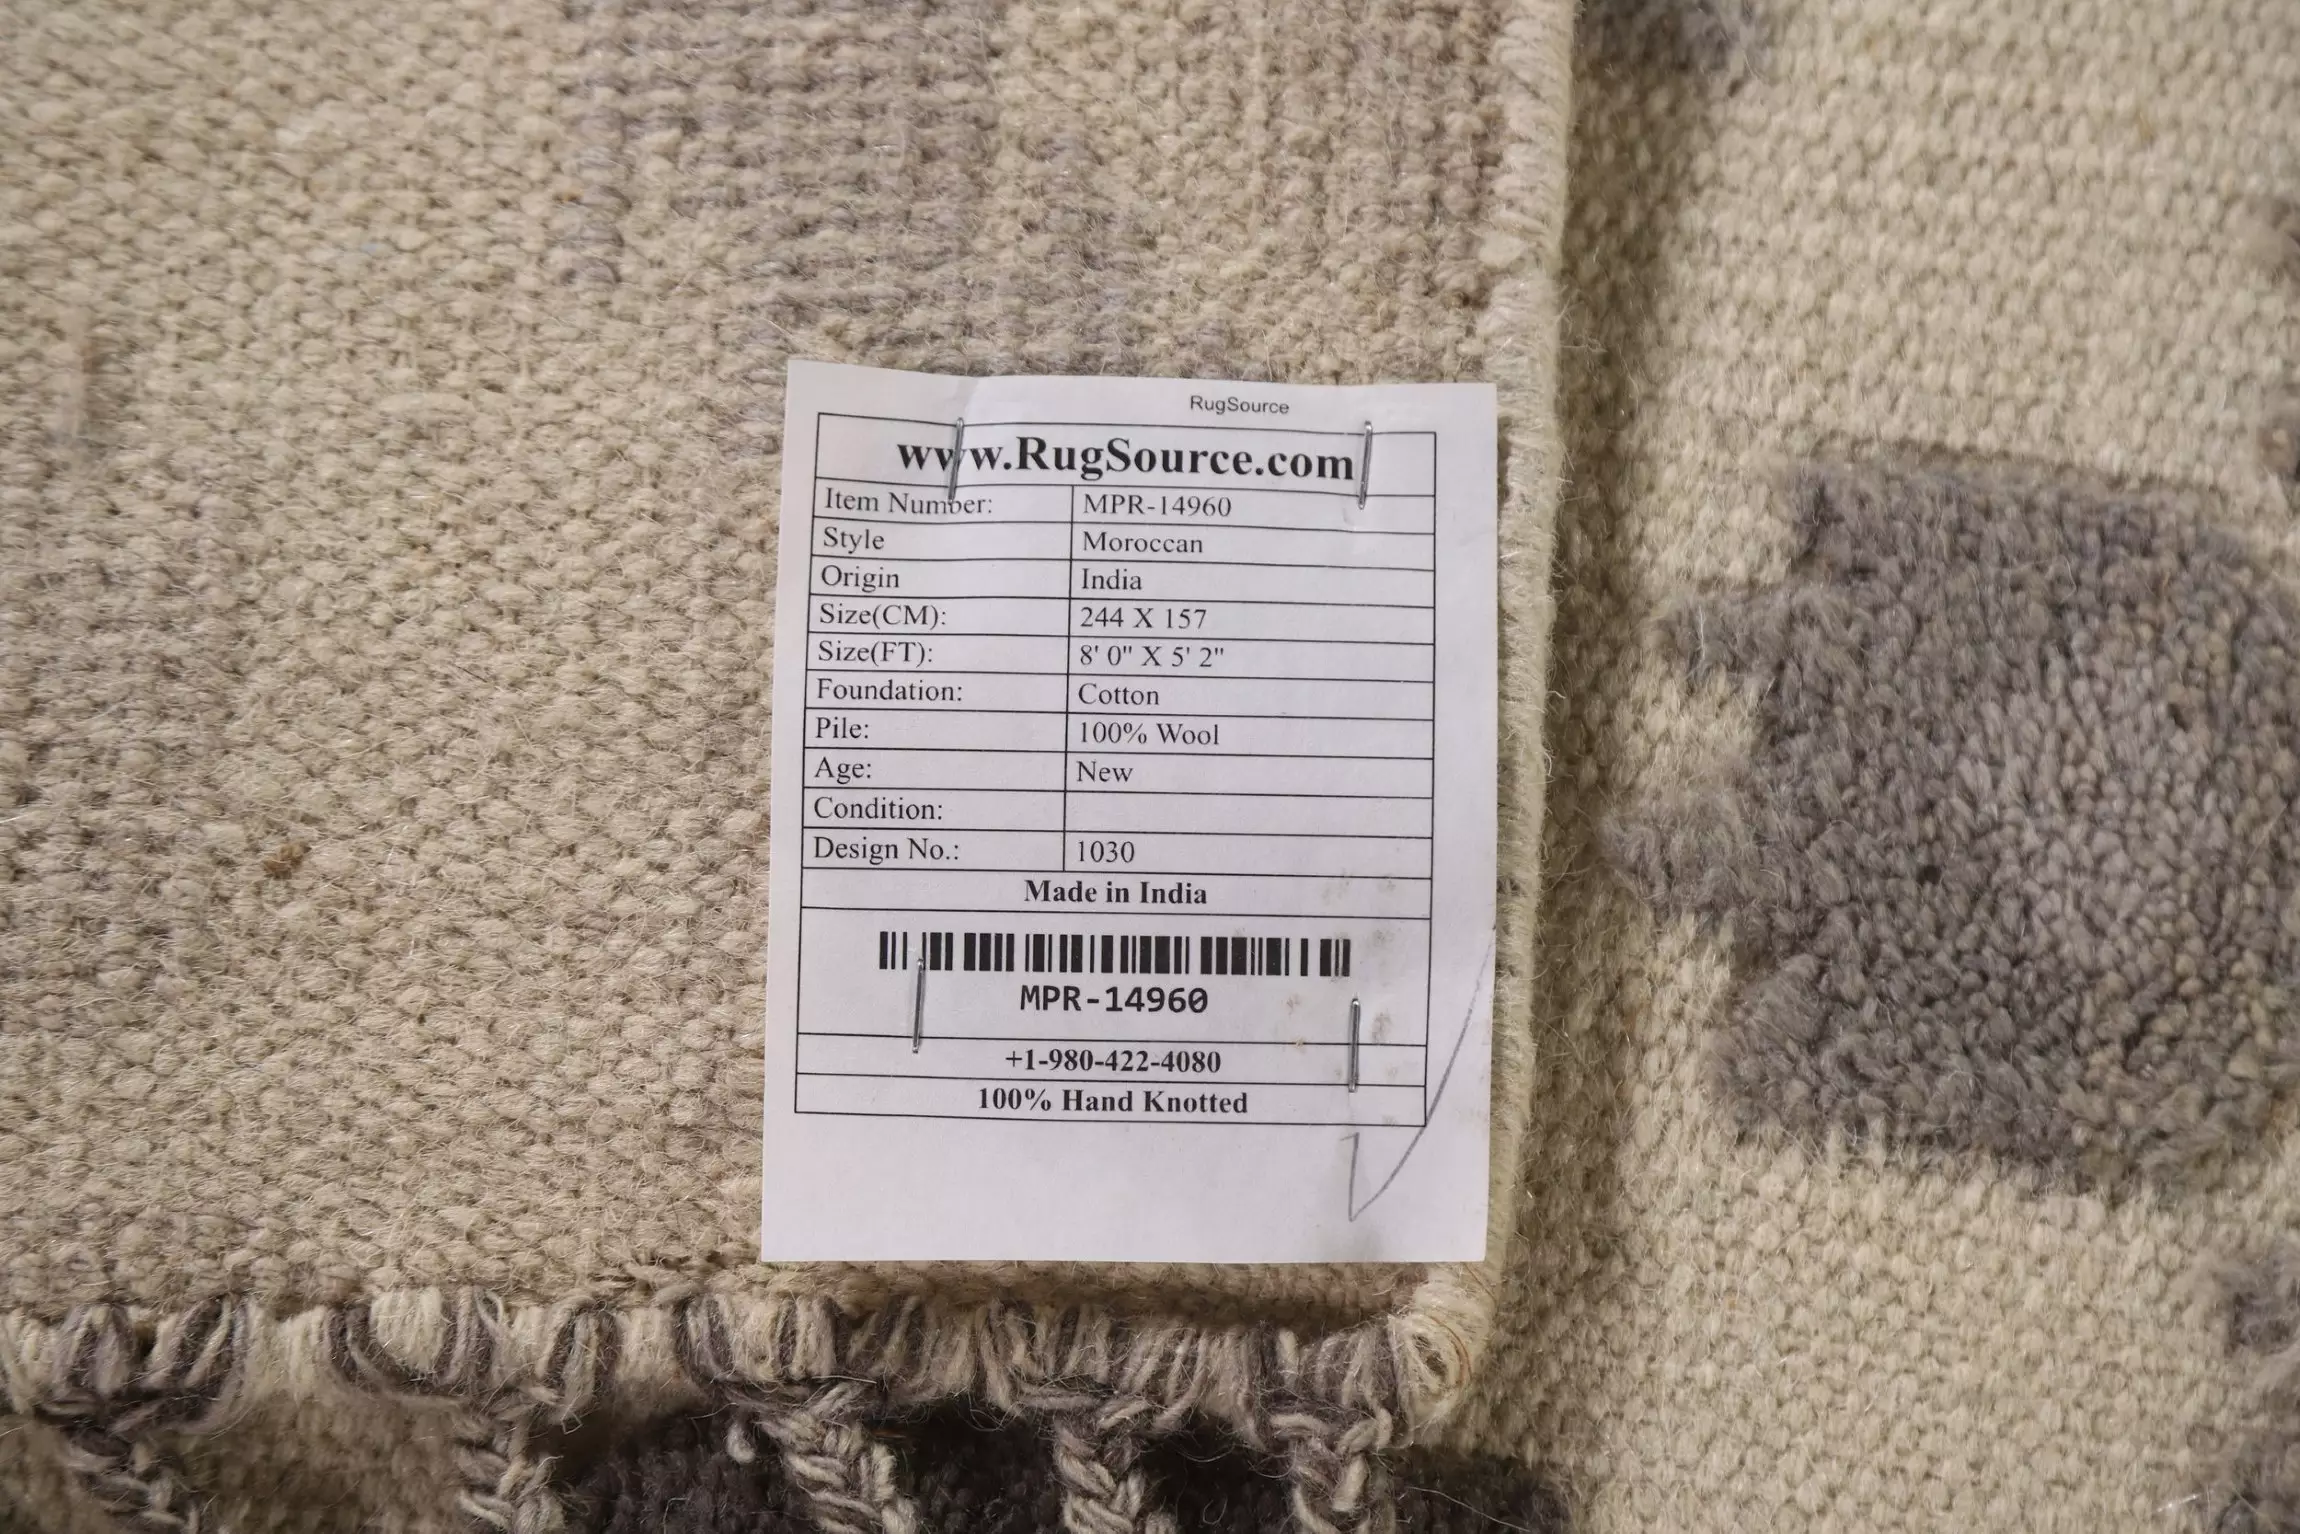 RugSource
www.RugSource.com
Item Number: MPR-14960
Style Moroccan
Origin India
Size(CM): 244 X 157
Size(FT): 8' 0" X 5' 2"
Foundation: Cotton
Pile: 100% Wool
Age: New
Condition:
Design No.: 1030
Made in India
MPR-14960
+1-980-422-4080
100% Hand Knotted